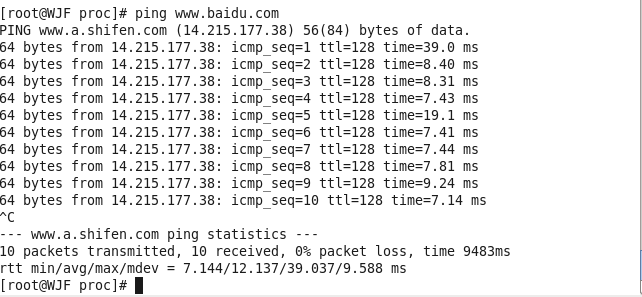 [root@WJF proc]# ping www.baidu.com
PING www.a.shifen.com (14.215.177.38) 56(84) bytes of data.
64 bytes from 14.215.177.38: icmp_seq=1 ttl=128 time=39.0 ms
64 bytes from 14.215.177.38: icmp_seq=2 ttl=128 time=8.40 ms
64 bytes from 14.215.177.38: icmp_seq=3 ttl=128 time=8.31 ms
64 bytes from 14.215.177.38: icmp_seq=4 ttl=128 time=7.43 ms
64 bytes from 14.215.177.38: icmp_seq=5 ttl=128 time=19.1 ms
64 bytes from 14.215.177.38: icmp_seq=6 ttl=128 time=7.41 ms
64 bytes from 14.215.177.38: icmp_seq=7 ttl=128 time=7.44 ms
64 bytes from 14.215.177.38: icmp_seq=8 ttl=128 time=7.81 ms
64 bytes from 14.215.177.38: icmp_seq=9 ttl=128 time=9.24 ms
64 bytes from 14.215.177.38: icmp_seq=10 ttl=128 time=7.14 ms
^C
--- www.a.shifen.com ping statistics ---
10 packets transmitted, 10 received, 0% packet loss, time 9483ms
rtt min/avg/max/mdev = 7.144/12.137/39.037/9.588 ms
[root@WJF proc]#